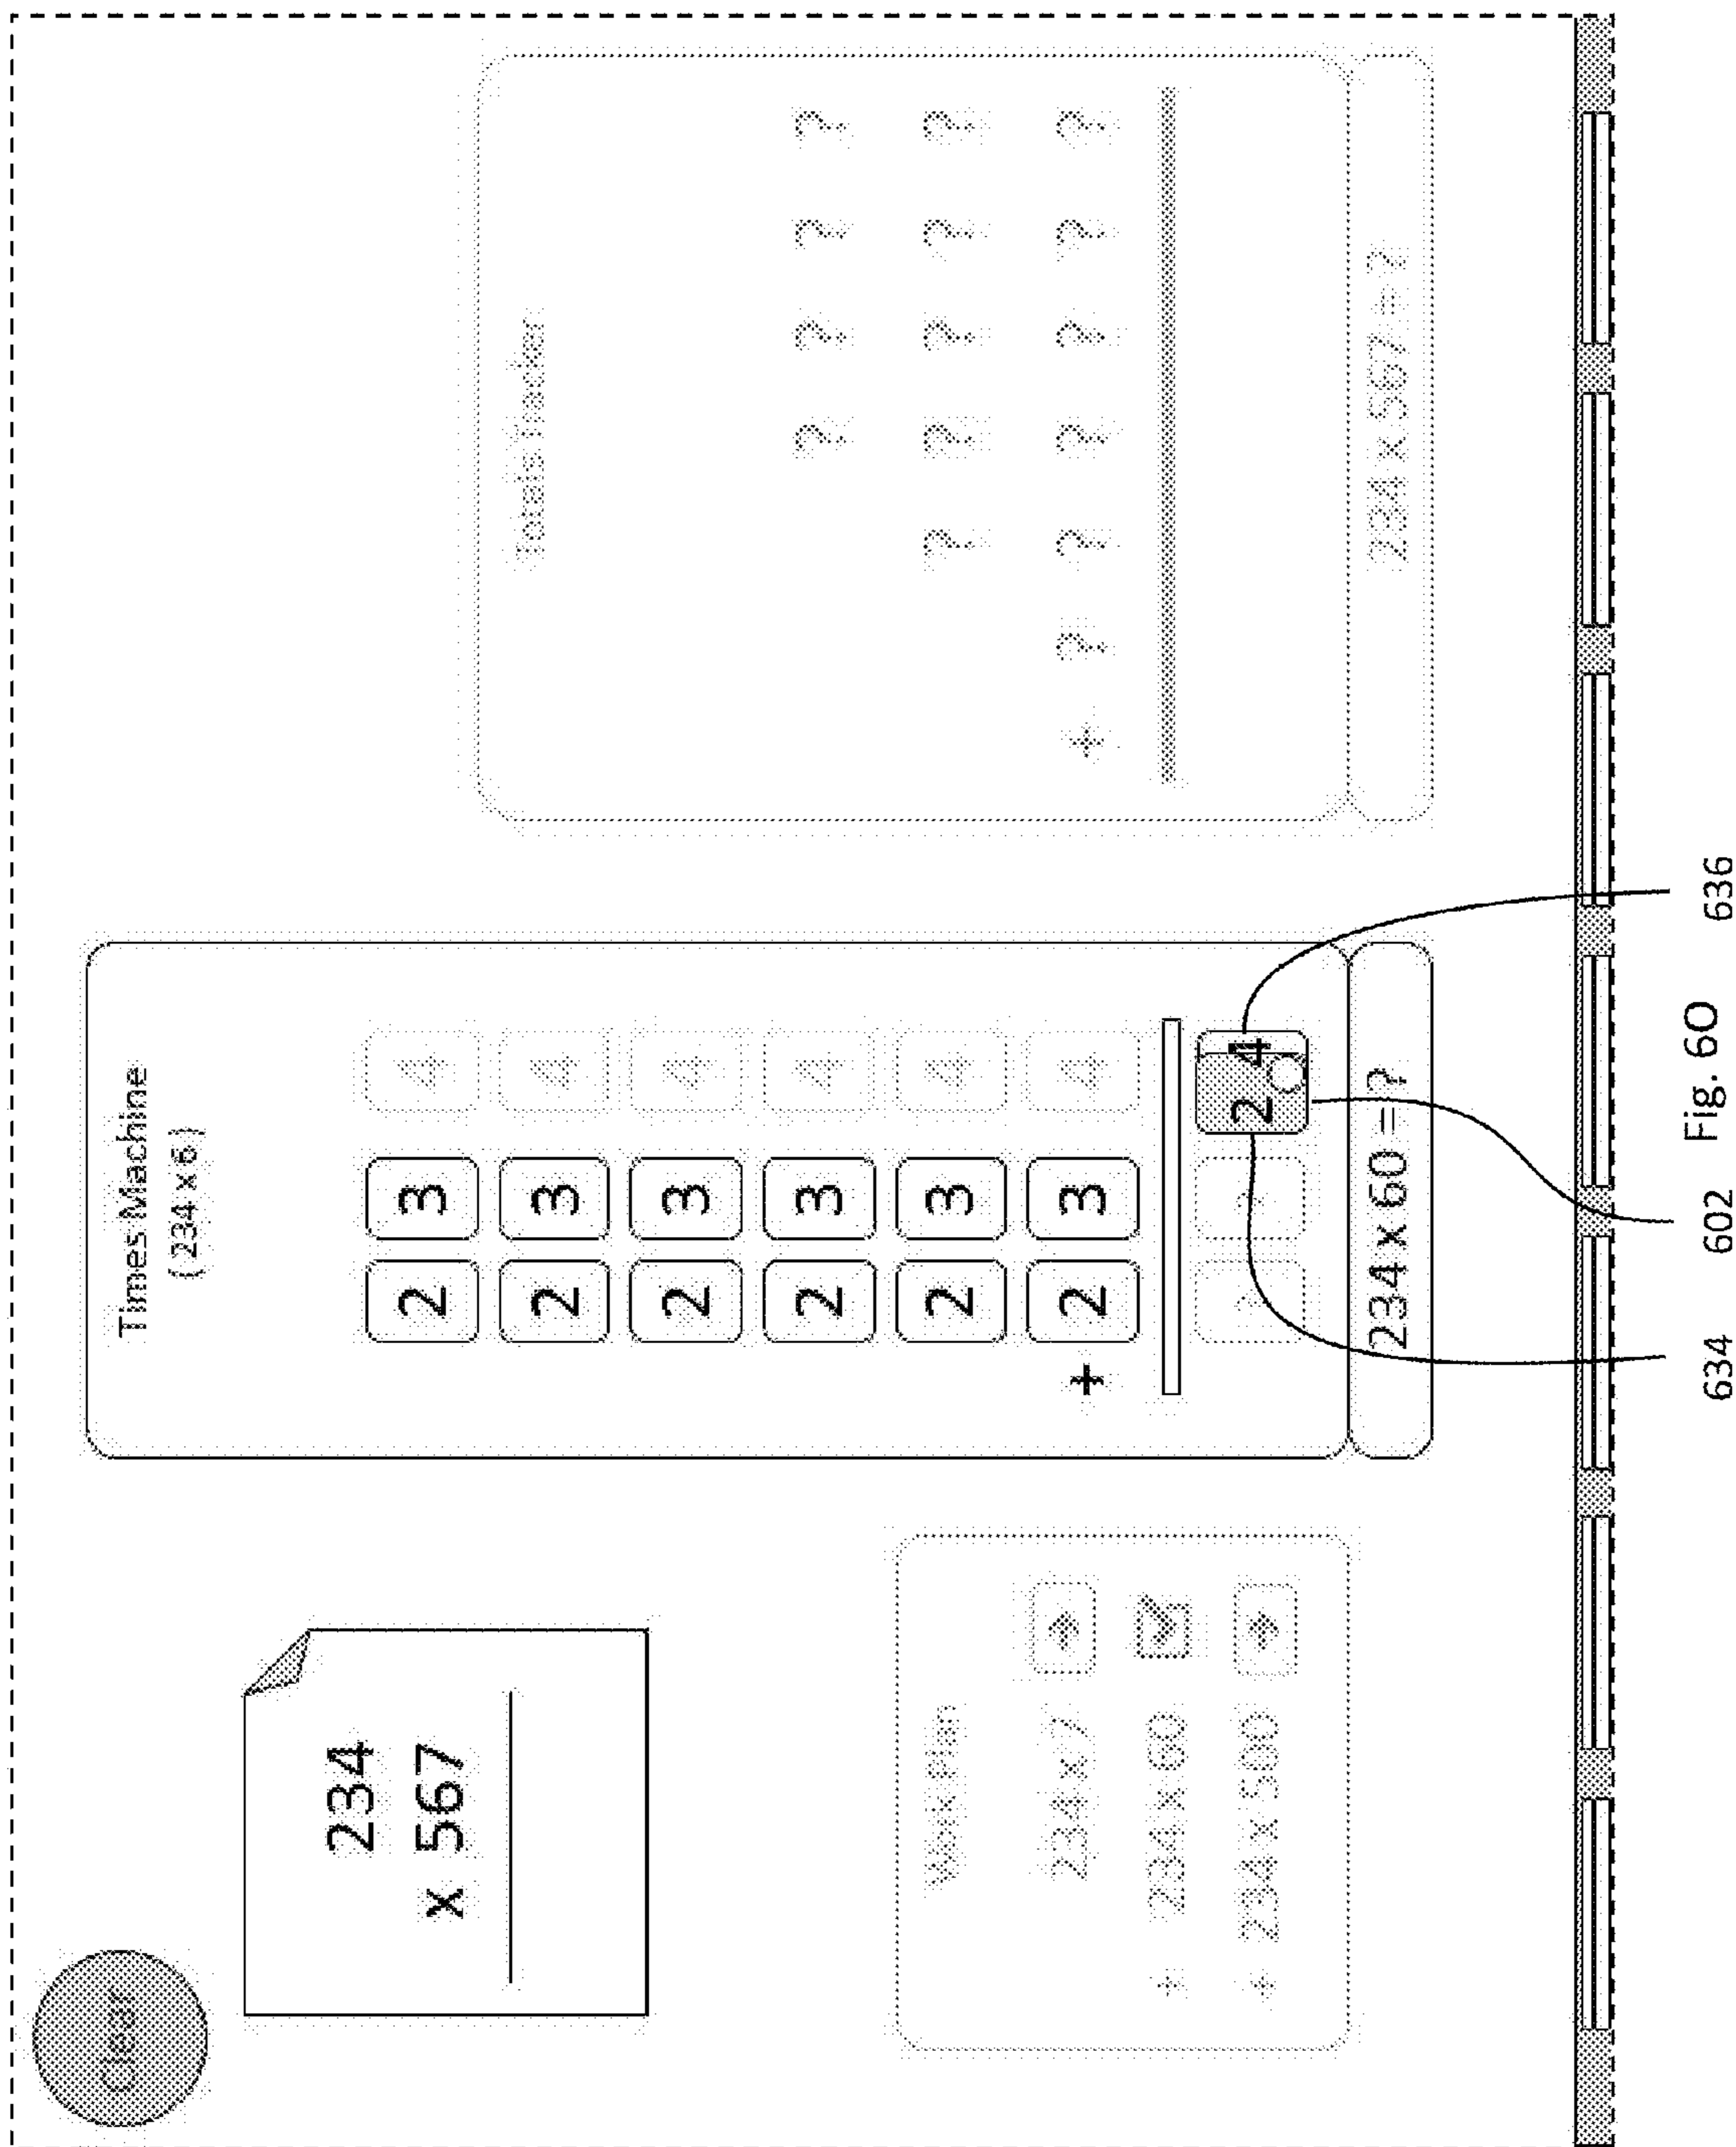 Clear
234
x 567
Work Plan
234 x 7
+ 234 x 60
+ 234 x 500
Times Machine
( 234 x 6 )
2 3 4
2 3 4
2 3 4
2 3 4
2 3 4
+ 2 3 4
? ? 2 4
234 x 60 = ?
Totals Tracker
? ? ? ?
? ? ? ? ?
+ ? ? ? ? ? ?
234 x 567 = ?
634 602 636
Fig. 6O